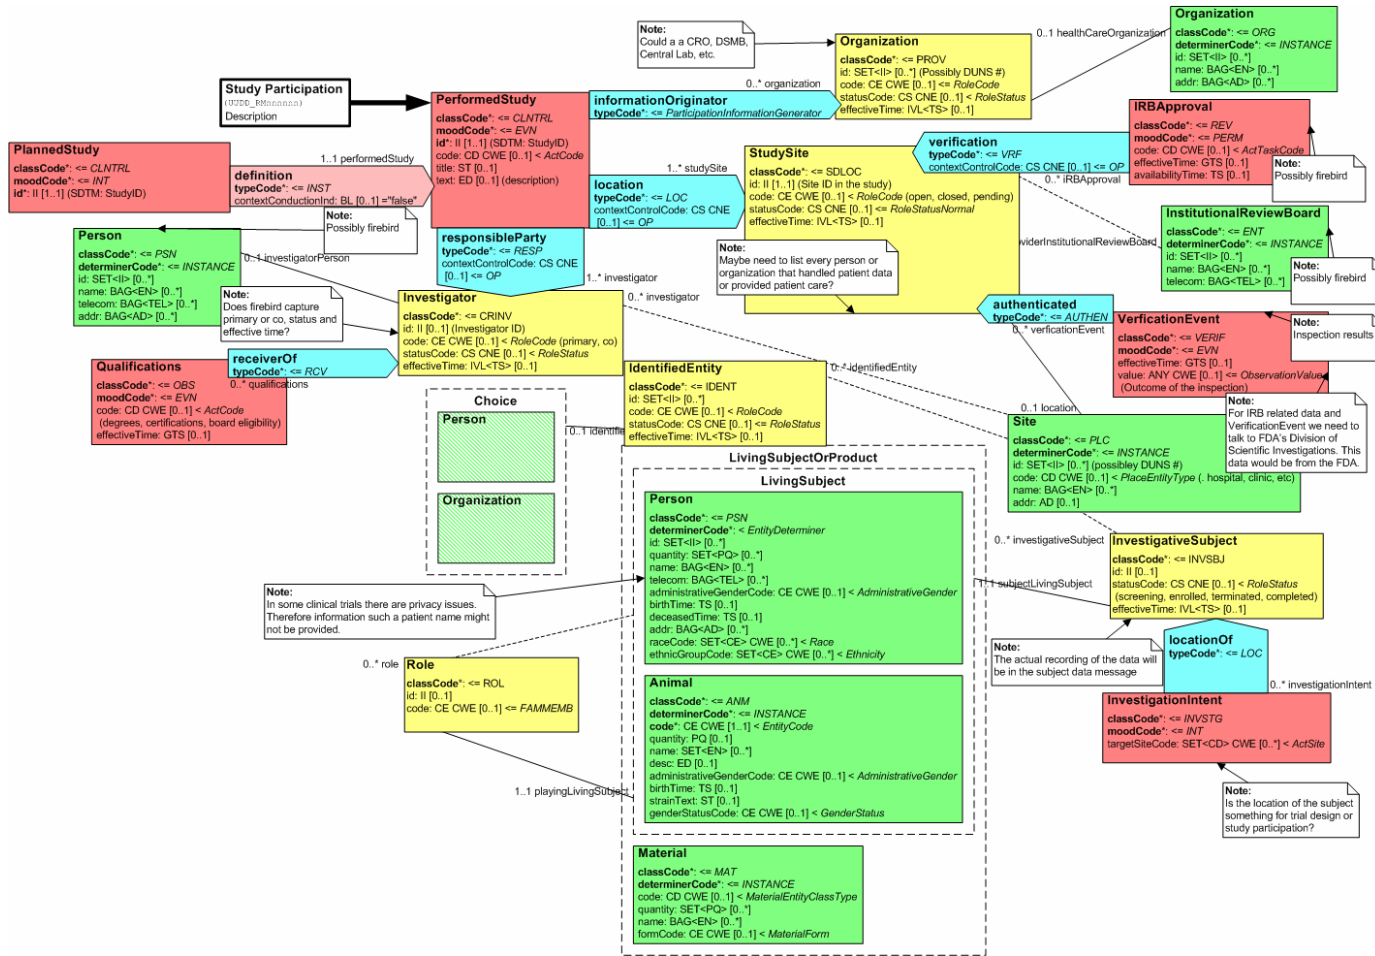 Note:
Could a a CRO, DSMB,
Central Lab, etc.
Organization
classCode*: <= PROV
id: SET<II> [0..*] (Possibly DUNS #)
code: CE CWE [0..1] <= RoleCode
statusCode: CS CNE [0..1] < RoleStatus
effectiveTime: IVL<TS> [0..1]
0..1 healthCareOrganization
Organization
classCode*: <= ORG
determinerCode*: <= INSTANCE
id: SET<II> [0..*]
name: BAG<EN> [0..*]
addr: BAG<AD> [0..*]
Study Participation
(UUDD_RMnnnnnn)
Description
PerformedStudy
classCode*: <= CLNTRL
moodCode*: <= EVN
id*: II [1..1] (SDTM: StudyID)
code: CD CWE [0..1] < ActCode
title: ST [0..1]
text: ED [0..1] (description)
0..* organization
informationOriginator
typeCode*: <= ParticipationInformationGenerator
PlannedStudy
classCode*: <= CLNTRL
moodCode*: <= INT
id*: II [1..1] (SDTM: StudyID)
1..1 performedStudy
definition
typeCode*: <= INST
contextConductionInd: BL [0..1] ="false"
1..* studySite
location
typeCode*: <= LOC
contextControlCode: CS CNE
[0..1] <= OP
StudySite
classCode*: <= SDLOC
id: II [1..1] (Site ID in the study)
code: CE CWE [0..1] < RoleCode (open, closed, pending)
statusCode: CS CNE [0..1] <= RoleStatusNormal
effectiveTime: IVL<TS> [0..1]
verification
typeCode*: <= VRF
contextControlCode: CS CNE [0..1] <= OP
0..* iRBApproval
IRBApproval
classCode*: <= REV
moodCode*: <= PERM
code: CD CWE [0..1] < ActTaskCode
effectiveTime: GTS [0..1]
availabilityTime: TS [0..1]
Note:
Possibly firebird
InstitutionalReviewBoard
classCode*: <= ENT
determinerCode*: <= INSTANCE
name: BAG<EN> [0..*]
telecom: BAG<TEL> [0..*]
Note:
Possibly firebird
viderInstitutionalReviewBoard
Note:
Possibly firebird
Person
classCode*: <= PSN
determinerCode*: <= INSTANCE
id: SET<II> [0..*]
name: BAG<EN> [0..*]
telecom: BAG<TEL> [0..*]
addr: BAG<AD> [0..*]
0..1 investigatorPerson
responsibleParty
typeCode*: <= RESP
contextControlCode: CS CNE
[0..1] <= OP
1..* investigator
0..* investigator
Note:
Maybe need to list every person or
organization that handled patient data
or provided patient care?
Note:
Does firebird capture
primary or co, status and
effective time?
Investigator
classCode*: <= CRINV
id: II [0..1] (Investigator ID)
code: CE CWE [0..1] < RoleCode (primary, co)
statusCode: CS CNE [0..1] < RoleStatus
effectiveTime: IVL<TS> [0..1]
authenticated
typeCode*: <= AUTHEN
0..* verficationEvent
VerficationEvent
classCode*: <= VERIF
moodCode*: <= EVN
effectiveTime: GTS [0..1]
value: ANY CWE [0..1] <= ObservationValue
(Outcome of the inspection)
Note:
Inspection results
Qualifications
classCode*: <= OBS
moodCode*: <= EVN
code: CD CWE [0..1] < ActCode
(degrees, certifications, board eligibility)
effectiveTime: GTS [0..1]
receiverOf
typeCode*: <= RCV
0..* qualifications
IdentifiedEntity
classCode*: <= IDENT
id: SET<II> [0..*]
code: CE CWE [0..1] < RoleCode
statusCode: CS CNE [0..1] <= RoleStatus
effectiveTime: IVL<TS> [0..1]
0..* identifiedEntity
0..1 identifie
Choice
Person
Organization
0..1 location
Site
classCode*: <= PLC
determinerCode*: <= INSTANCE
id: SET<II> [0..*] (possibley DUNS #)
code: CD CWE [0..1] < PlaceEntityType (. hospital, clinic, etc)
name: BAG<EN> [0..*]
addr: AD [0..1]
Note:
For IRB related data and
VerificationEvent we need to
talk to FDA's Division of
Scientific Investigations. This
data would be from the FDA.
LivingSubjectOrProduct
LivingSubject
Person
classCode*: <= PSN
determinerCode*: < EntityDeterminer
id: SET<II> [0..*]
quantity: SET<PQ> [0..*]
name: BAG<EN> [0..*]
telecom: BAG<TEL> [0..*]
administrativeGenderCode: CE CWE [0..1] < AdministrativeGender
birthTime: TS [0..1]
deceasedTime: TS [0..1]
addr: BAG<AD> [0..*]
raceCode: SET<CE> CWE [0..*] < Race
ethnicGroupCode: SET<CE> CWE [0..*] < Ethnicity
0..* investigativeSubject
InvestigativeSubject
classCode*: <= INVSBJ
id: II [0..1]
statusCode: CS CNE [0..1] < RoleStatus
(screening, enrolled, terminated, completed)
effectiveTime: IVL<TS> [0..1]
1..1 subjectLivingSubject
Note:
In some clinical trials there are privacy issues.
Therefore information such a patient name might
not be provided.
Note:
The actual recording of the data will
be in the subject data message
locationOf
typeCode*: <= LOC
0..* investigationIntent
0..* role
Role
classCode*: <= ROL
id: II [0..1]
code: CE CWE [0..1] <= FAMMEMB
1..1 playingLivingSubject
Animal
classCode*: <= ANM
determinerCode*: <= INSTANCE
code*: CE CWE [1..1] < EntityCode
quantity: PQ [0..1]
name: SET<EN> [0..*]
desc: ED [0..1]
administrativeGenderCode: CE CWE [0..1] < AdministrativeGender
birthTime: TS [0..1]
strainText: ST [0..1]
genderStatusCode: CE CWE [0..1] < GenderStatus
InvestigationIntent
classCode*: <= INVSTG
moodCode*: <= INT
targetSiteCode: SET<CD> CWE [0..*] < ActSite
Note:
Is the location of the subject
something for trial design or
study participation?
Material
classCode*: <= MAT
determinerCode*: <= INSTANCE
code: CD CWE [0..1] < MaterialEntityClassType
quantity: SET<PQ> [0..*]
name: BAG<EN> [0..*]
formCode: CE CWE [0..1] < MaterialForm